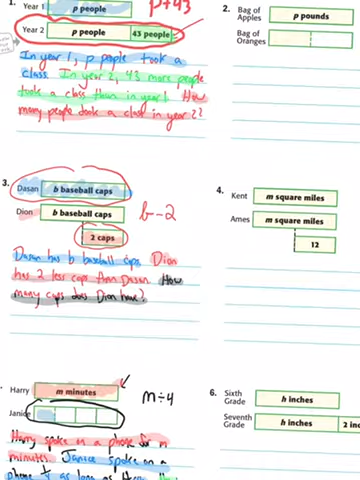 1.
Year 1
p people
p+43
Year 2
p people
43 people
In year 1, p people took a
class. In year 2, 43 more people
took a class than in year 1. How
many people took a class in year 2?
2.
Bag of
Apples
p pounds
Bag of
Oranges
3.
Dasan
b baseball caps
Dion
b baseball caps
b-2
2 caps
Dasan has b baseball caps Dion
has 2 less caps
Dasan. How
many caps does Dion have?
4.
Kent
m square miles
Ames
m square miles
12
Harry
m minutes
m÷4
Janice
Harry spoke on a phone for m
minutes. Janice spoke on a
phone
as long as
6.
Sixth
Grade
h inches
Seventh
Grade
h inches